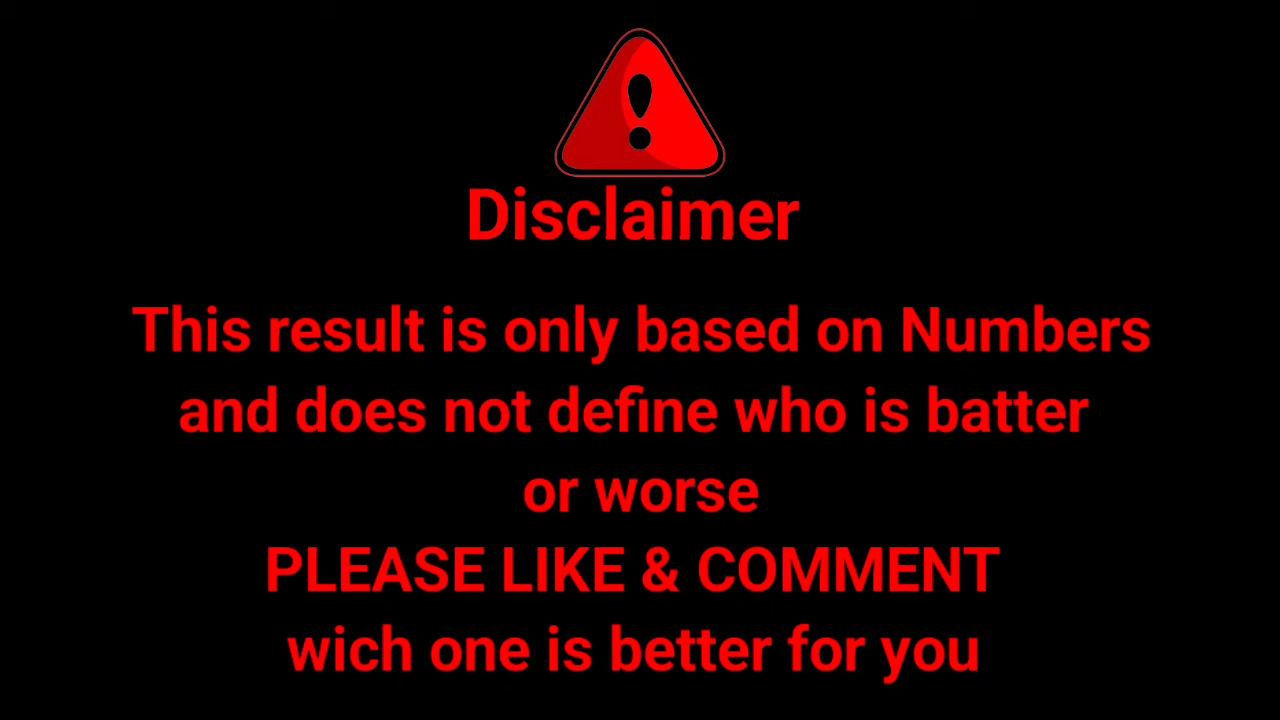 Disclaimer
This result is only based on Numbers
and does not define who is batter
or worse
PLEASE LIKE & COMMENT
wich one is better for you